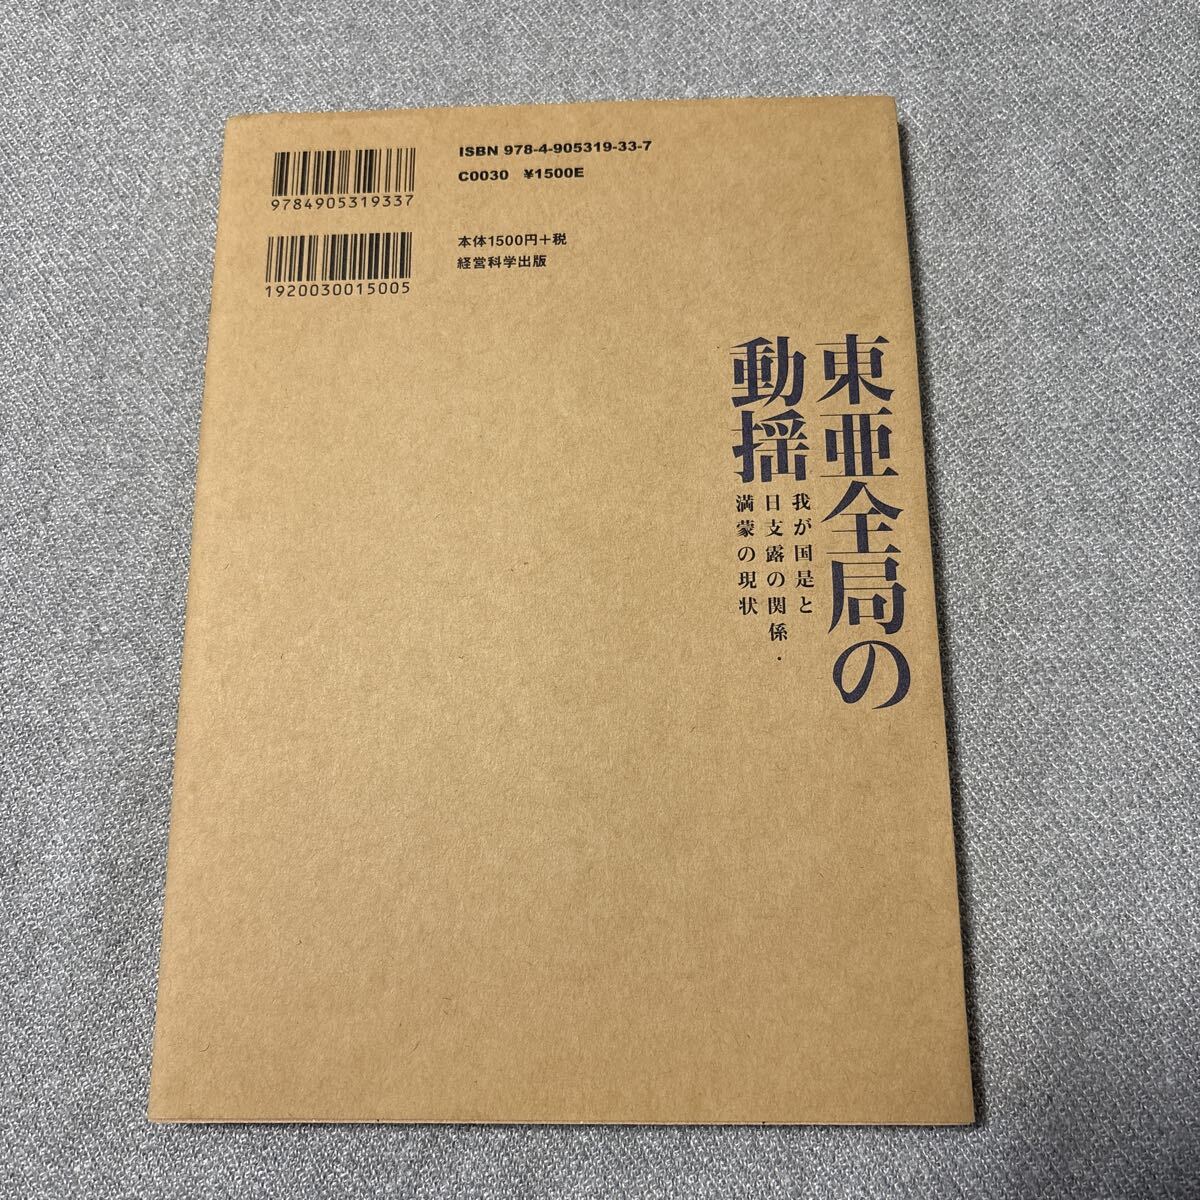 ISBN 978-4-905319-33-7
C0030 ¥1500E
9784905319337
本体1500円+税
経営科学出版
1920030015005
東亜全局の
動揺
我が国是と
日支露の関係・
満蒙の現状